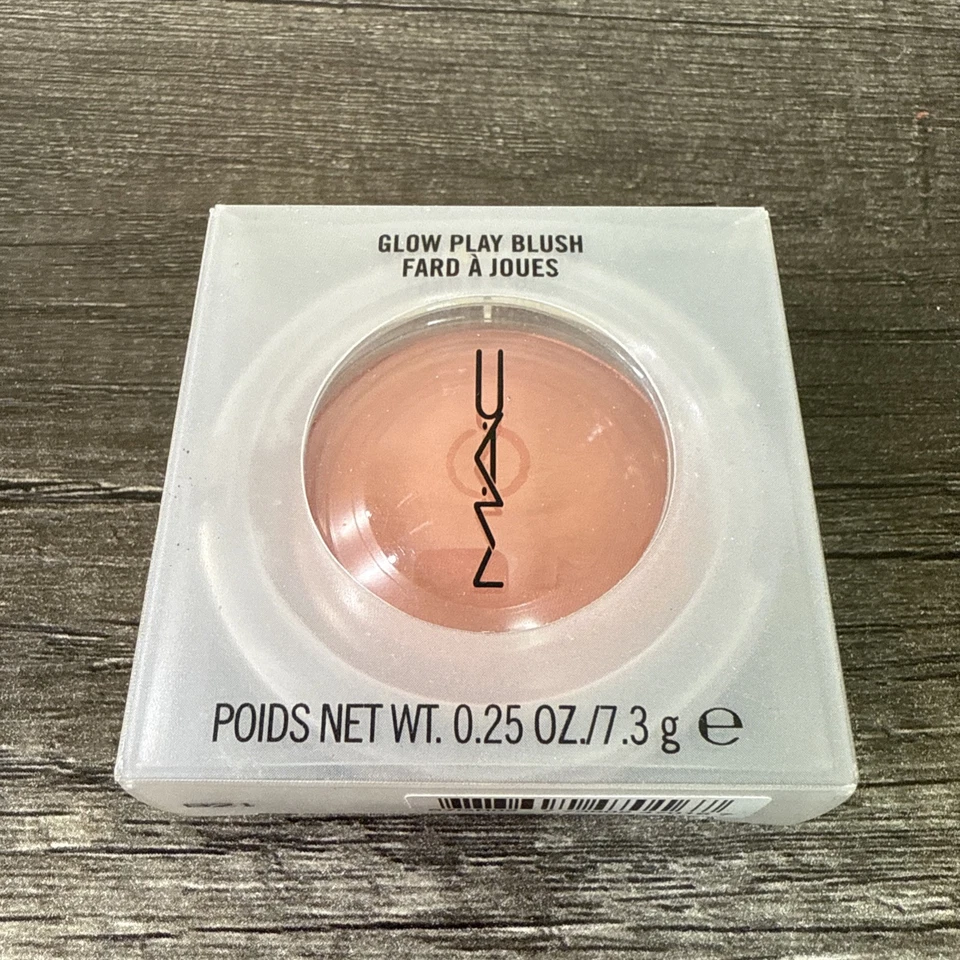 GLOW PLAY BLUSH
FARD À JOUES
MAC
POIDS NET WT. 0.25 OZ./7.3 g ℮